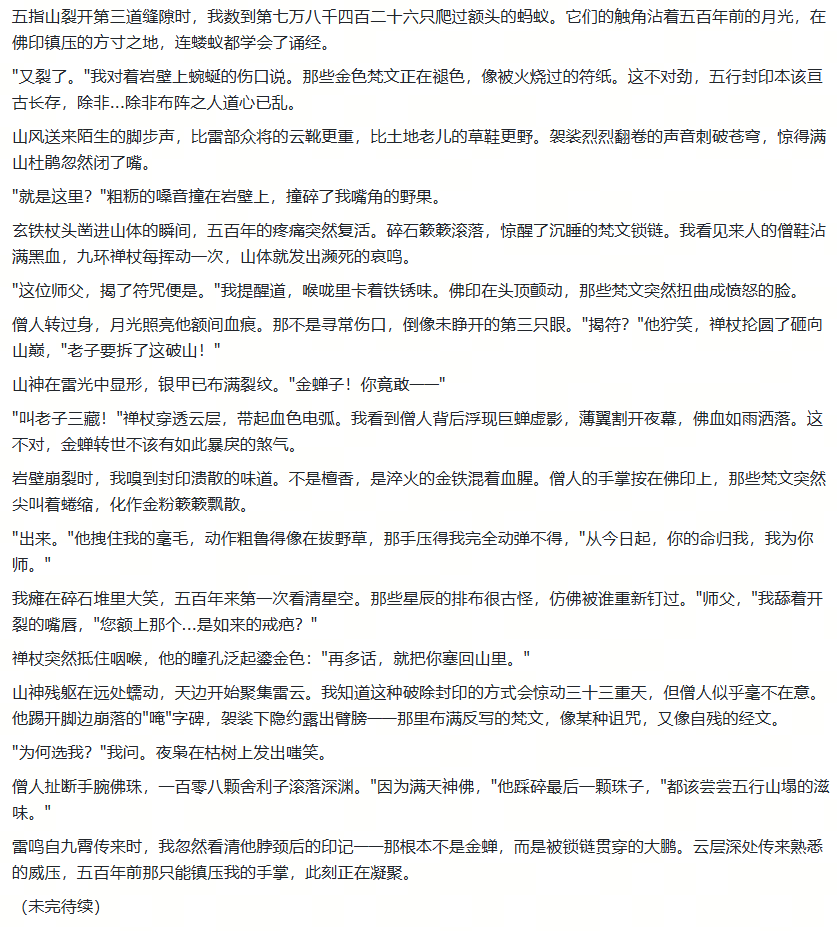 五指山裂开第三道缝隙时，我数到第七万八千四百二十六只爬过额头的蚂蚁。它们的触角沾着五百年前的月光，在
佛印镇压的方寸之地，连蝼蚁都学会了诵经。
"又裂了。"我对着岩壁上蜿蜒的伤口说。那些金色梵文正在褪色，像被火烧过的符纸。这不对劲，五行封印本该亘
古长存，除非...除非布阵之人道心已乱。
山风送来陌生的脚步声，比雷部众将的云靴更重，比土地老儿的草鞋更野。袈裟烈烈翻卷的声音刺破苍穹，惊得满
山杜鹃忽然闭了嘴。
"就是这里？"粗粝的嗓音撞在岩壁上，撞碎了我嘴角的野果。
玄铁杖头凿进山体的瞬间，五百年的疼痛突然复活。碎石簌簌滚落，惊醒了沉睡的梵文锁链。我看见来人的僧鞋沾
满黑血，九环禅杖每挥动一次，山体就发出濒死的哀鸣。
"这位师父，揭了符咒便是。"我提醒道，喉咙里卡着铁锈味。佛印在头顶颤动，那些梵文突然扭曲成愤怒的脸。
僧人转过身，月光照亮他额间血痕。那不是寻常伤口，倒像未睁开的第三只眼。"揭符？"他狞笑，禅杖抡圆了砸向
山巅，"老子要拆了这破山！"
山神在雷光中显形，银甲已布满裂纹。"金蝉子！你竟敢——"
"叫老子三藏！"禅杖穿透云层，带起血色电弧。我看到僧人背后浮现巨蝉虚影，薄翼割开夜幕，佛血如雨洒落。这
不对，金蝉转世不该有如此暴戾的煞气。
岩壁崩裂时，我嗅到封印溃散的味道。不是檀香，是淬火的金铁混着血腥。僧人的手掌按在佛印上，那些梵文突然
尖叫着蜷缩，化作金粉簌簌飘散。
"出来。"他拽住我的毫毛，动作粗鲁得像在拔野草，那手压得我完全动弹不得，"从今日起，你的命归我，我为你
师。"
我瘫在碎石堆里大笑，五百年来第一次看清星空。那些星辰的排布很古怪，仿佛被谁重新钉过。"师父，"我舔着开
裂的嘴唇，"您额上那个...是如来的戒疤？"
禅杖突然抵住咽喉，他的瞳孔泛起鎏金色："再多话，就把你塞回山里。"
山神残躯在远处蠕动，天边开始聚集雷云。我知道这种破除封印的方式会惊动三十三重天，但僧人似乎毫不在意。
他踢开脚边崩落的"唵"字碑，袈裟下隐约露出臂膀——那里布满反写的梵文，像某种诅咒，又像自残的经文。
"为何选我？"我问。夜枭在枯树上发出嗤笑。
僧人扯断手腕佛珠，一百零八颗舍利子滚落深渊。"因为满天神佛，"他踩碎最后一颗珠子，"都该尝尝五行山塌的滋
味。"
雷鸣自九霄传来时，我忽然看清他脖颈后的印记——那根本不是金蝉，而是被锁链贯穿的大鹏。云层深处传来熟悉
的威压，五百年前那只能镇压我的手掌，此刻正在凝聚。
（未完待续）